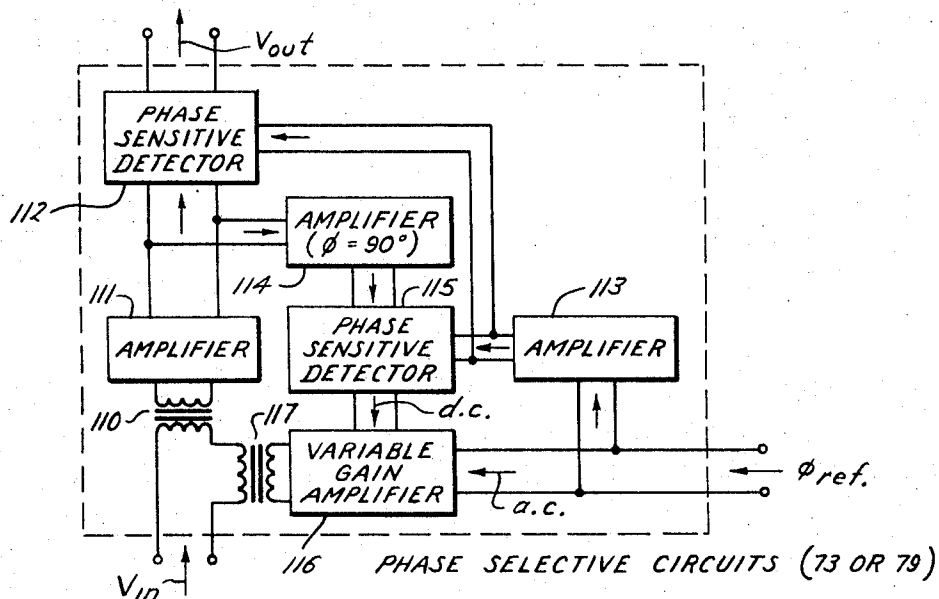 Vout
PHASE
SENSITIVE
DETECTOR
112
AMPLIFIER
(φ = 90°)
114
115
111
113
AMPLIFIER
PHASE
SENSITIVE
DETECTOR
AMPLIFIER
110
117
d.c.
VARIABLE
GAIN
AMPLIFIER
φref.
a.c.
116
Vin
PHASE SELECTIVE CIRCUITS (73 OR 79)